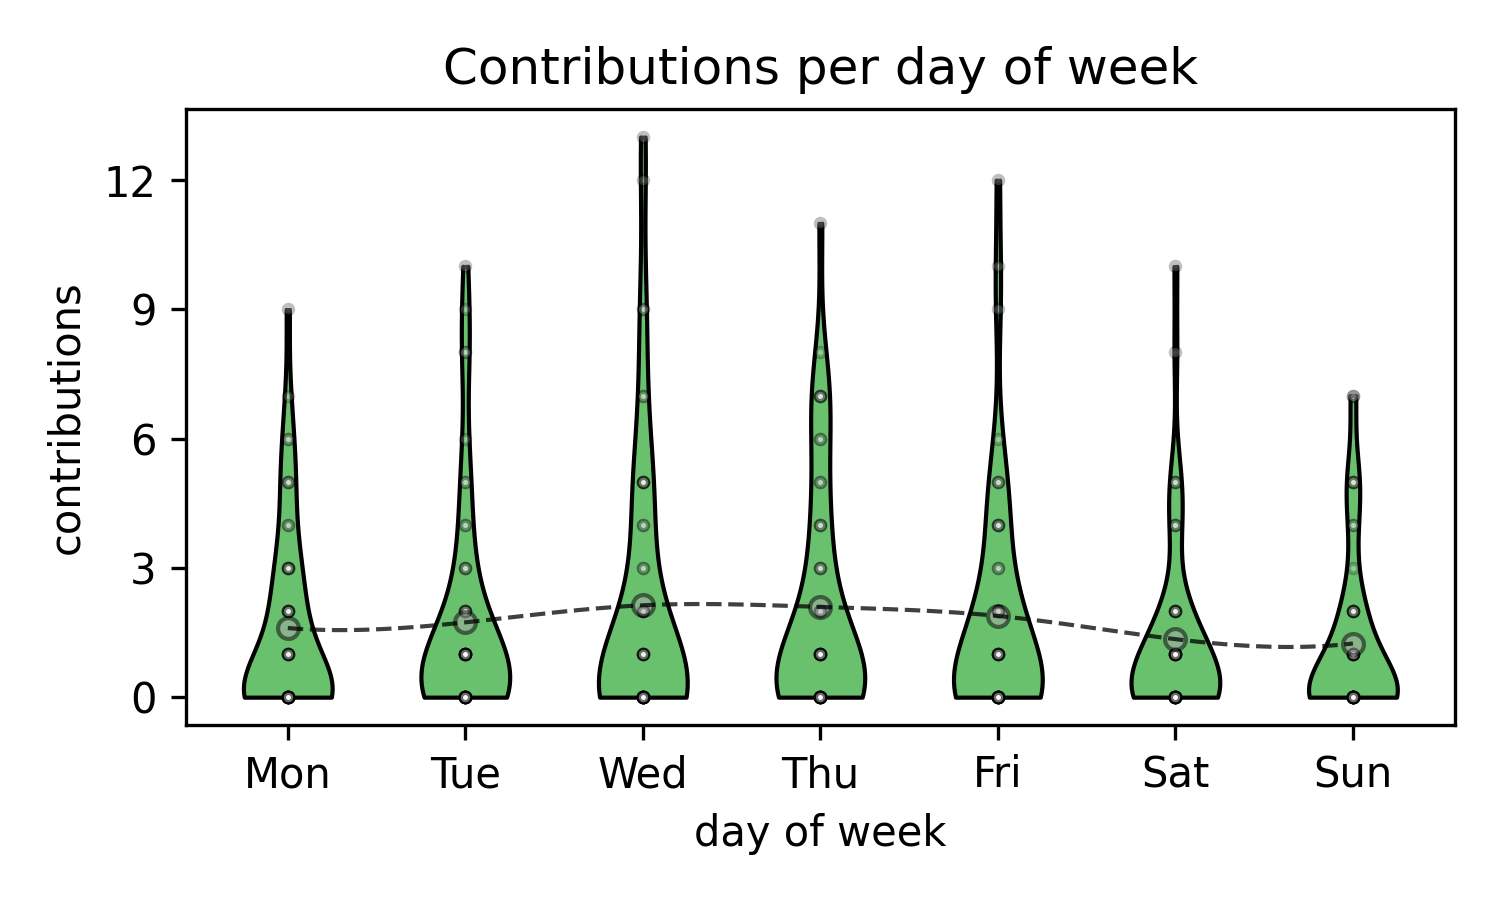 Contributions per day of week
contributions
12
9
6
3
0
Mon Tue Wed Thu Fri Sat Sun
day of week